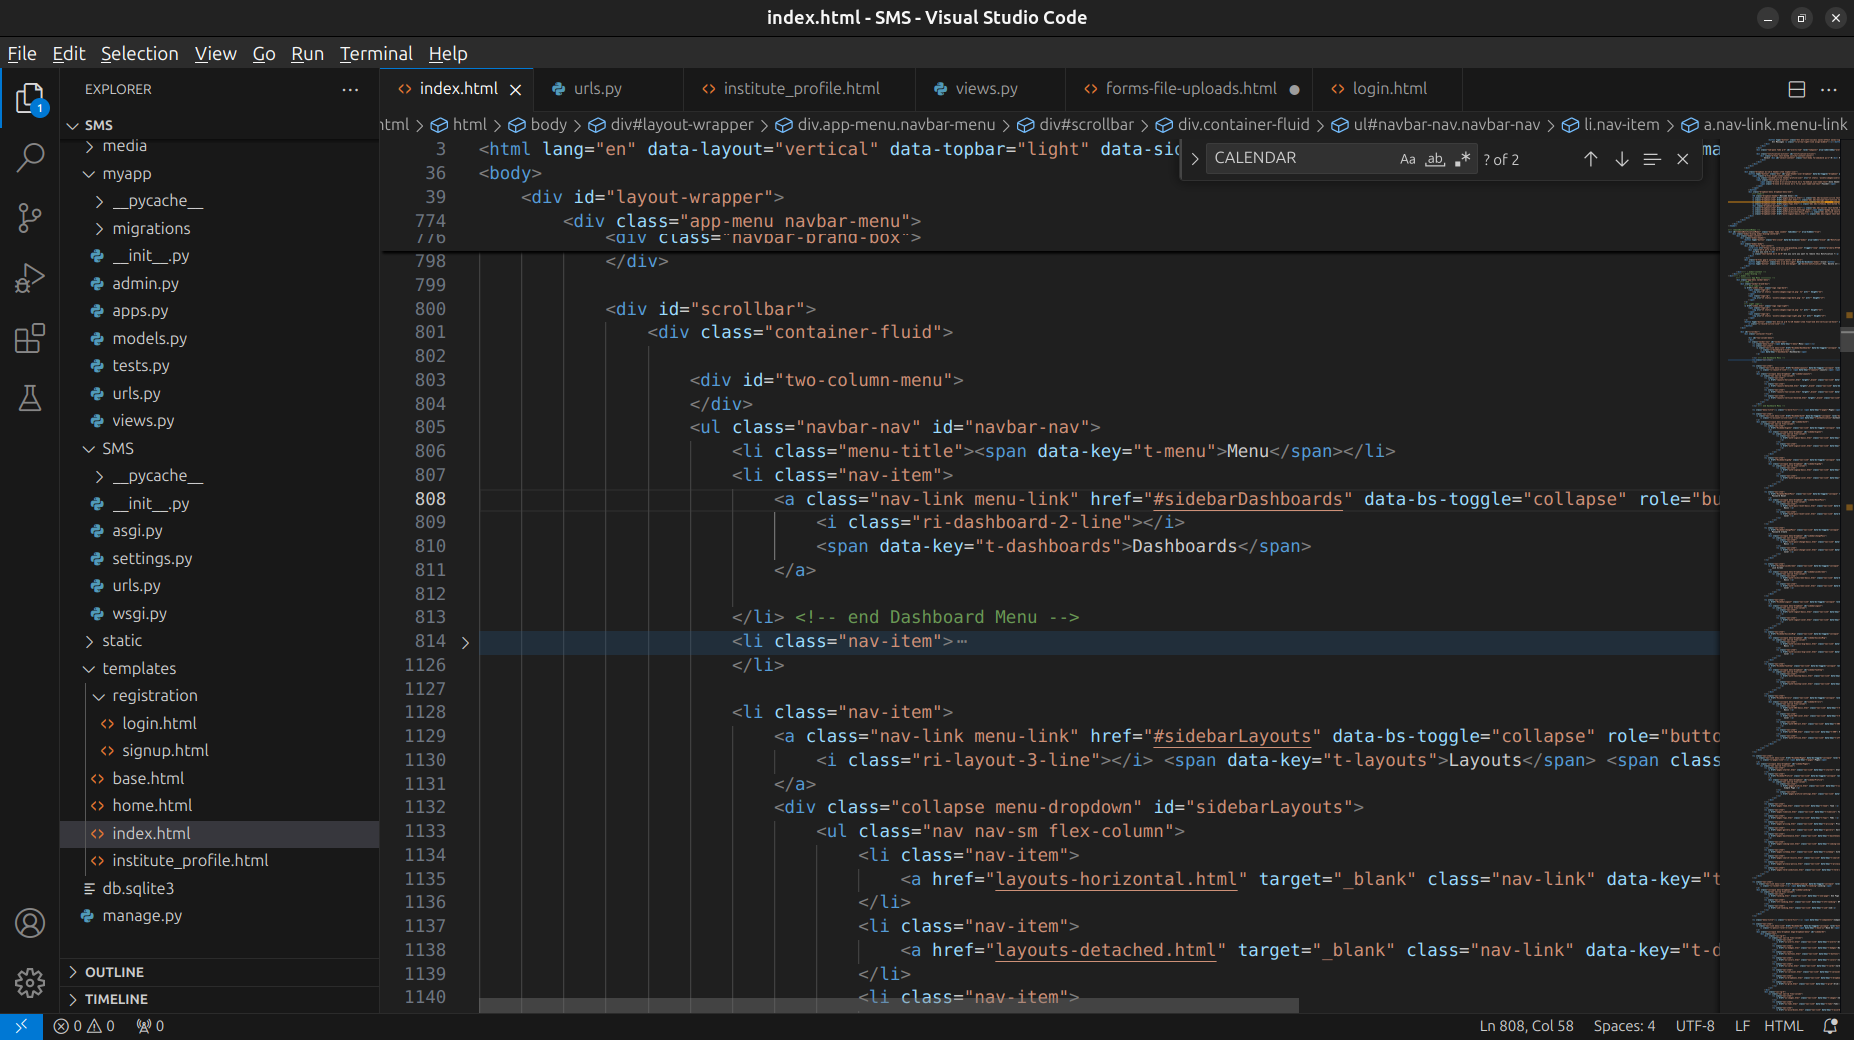 index.html - SMS - Visual Studio Code
File Edit Selection View Go Run Terminal Help
EXPLORER
index.html
urls.py
institute_profile.html
views.py
forms-file-uploads.html
login.html
1
SMS
html > html > body > div#layout-wrapper > div.app-menu.navbar-menu > div#scrollbar > div.container-fluid > ul#navbar-nav.navbar-nav > li.nav-item > a.nav-link.menu-link
media
myapp
__pycache__
migrations
__init__.py
admin.py
apps.py
models.py
tests.py
urls.py
views.py
SMS
__pycache__
__init__.py
asgi.py
settings.py
urls.py
wsgi.py
static
templates
registration
login.html
signup.html
base.html
home.html
index.html
institute_profile.html
db.sqlite3
manage.py
OUTLINE
TIMELINE
CALENDAR Aa ab .* ? of 2
3 <html lang="en" data-layout="vertical" data-topbar="light"
36 <body>
39 <div id="layout-wrapper">
774 <div class="app-menu navbar-menu">
776 <div class="navbar-brand-box">
798 </div>
799
800 <div id="scrollbar">
801 <div class="container-fluid">
802
803 <div id="two-column-menu">
804 </div>
805 <ul class="navbar-nav" id="navbar-nav">
806 <li class="menu-title"><span data-key="t-menu">Menu</span></li>
807 <li class="nav-item">
808 <a class="nav-link menu-link" href="#sidebarDashboards" data-bs-toggle="collapse" role="bu
809 <i class="ri-dashboard-2-line"></i>
810 <span data-key="t-dashboards">Dashboards</span>
811 </a>
812
813 </li> <!-- end Dashboard Menu -->
814 <li class="nav-item">⋯
1126 </li>
1127
1128 <li class="nav-item">
1129 <a class="nav-link menu-link" href="#sidebarLayouts" data-bs-toggle="collapse" role="butto
1130 <i class="ri-layout-3-line"></i> <span data-key="t-layouts">Layouts</span> <span class
1131 </a>
1132 <div class="collapse menu-dropdown" id="sidebarLayouts">
1133 <ul class="nav nav-sm flex-column">
1134 <li class="nav-item">
1135 <a href="layouts-horizontal.html" target="_blank" class="nav-link" data-key="t
1136 </li>
1137 <li class="nav-item">
1138 <a href="layouts-detached.html" target="_blank" class="nav-link" data-key="t-d
1139 </li>
1140 <li class="nav-item">
0 0 0
Ln 808, Col 58 Spaces: 4 UTF-8 LF HTML